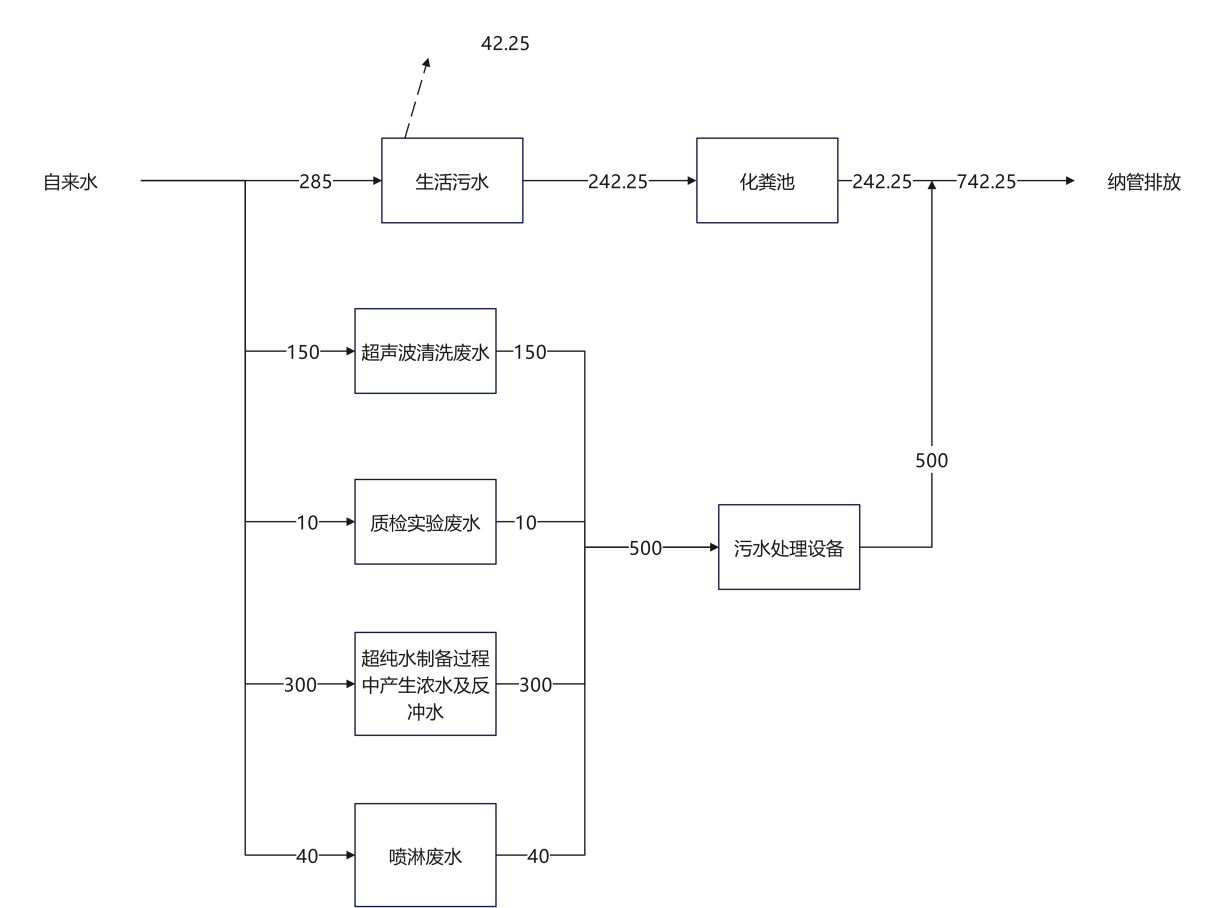 42.25
自来水
285
生活污水
242.25
化粪池
242.25
742.25
纳管排放
150
超声波清洗废水
150
500
10
质检实验废水
10
500
污水处理设备
300
超纯水制备过程
中产生浓水及反
冲水
300
40
喷淋废水
40